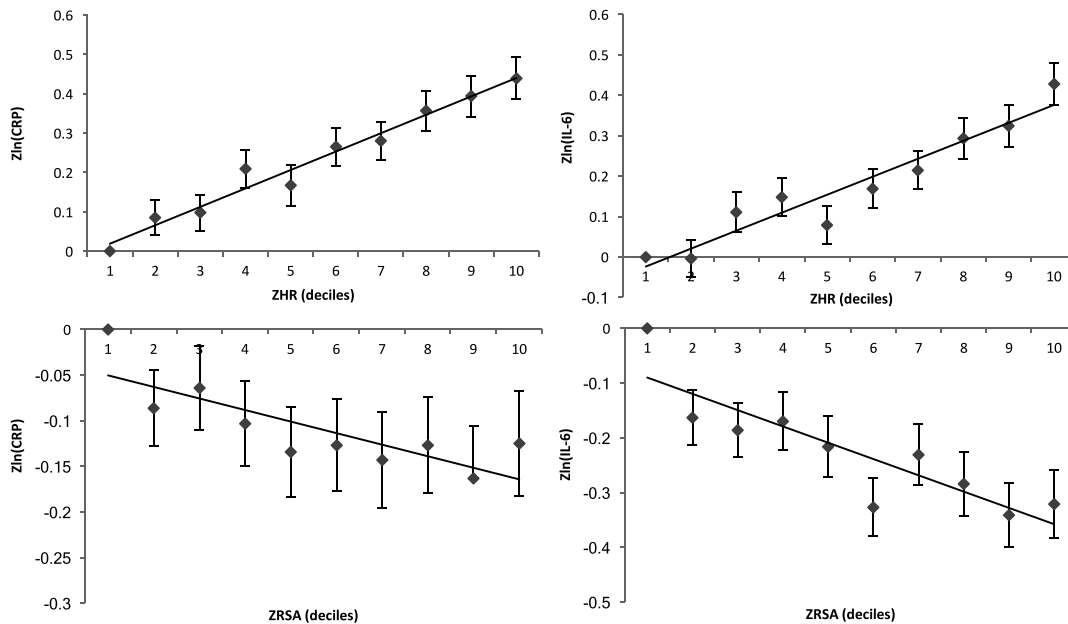 0.6
0.5
0.4
0.3
0.2
0.1
0
Zln(CRP)
1 2 3 4 5 6 7 8 9 10
ZHR (deciles)
0.6
0.5
0.4
0.3
0.2
0.1
0
-0.1
Zln(IL-6)
1 2 3 4 5 6 7 8 9 10
ZHR (deciles)
0
-0.05
-0.1
-0.15
-0.2
-0.25
-0.3
Zln(CRP)
1 2 3 4 5 6 7 8 9 10
ZRSA (deciles)
0
-0.1
-0.2
-0.3
-0.4
-0.5
Zln(IL-6)
1 2 3 4 5 6 7 8 9 10
ZRSA (deciles)